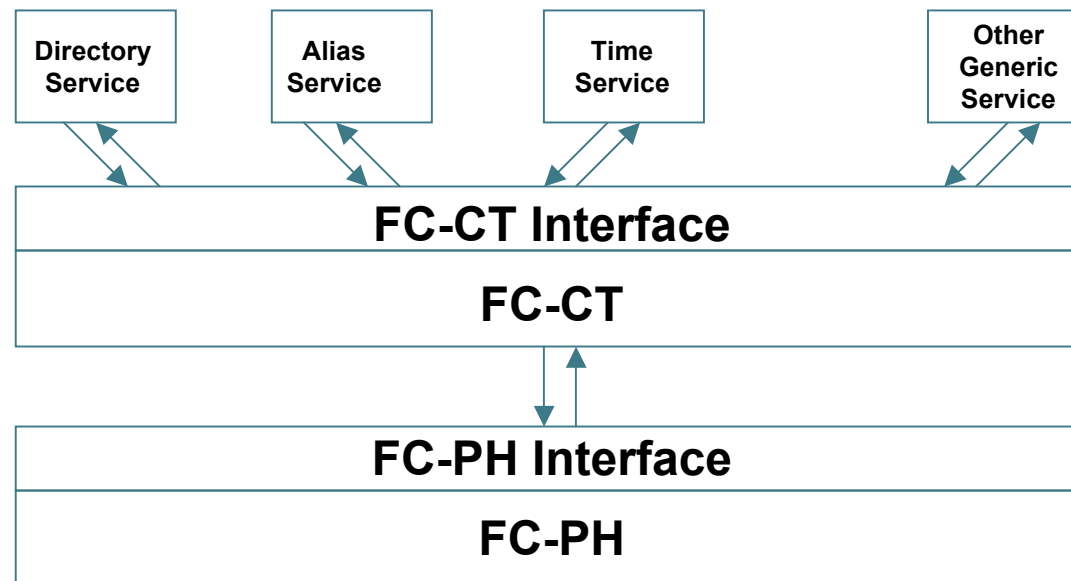 Directory
Service
Alias
Service
Time
Service
Other
Generic
Service
FC-CT Interface
FC-CT
FC-PH Interface
FC-PH